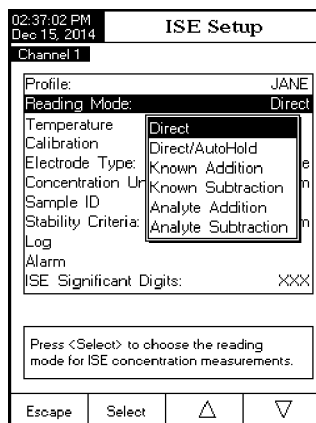 02:37:02 PM
Dec 15, 2014
ISE Setup
Channel 1
Profile: JANE
Reading Mode: Direct
Temperature
Calibration
Electrode Type:
Concentration
Sample ID
Stability Criteria:
Log
Alarm
ISE Significant Digits: XXX
Direct
Direct/AutoHold
Known Addition
Known Subtraction
Analyte Addition
Analyte Subtraction
Press <Select> to choose the reading
mode for ISE concentration measurements.
Escape Select